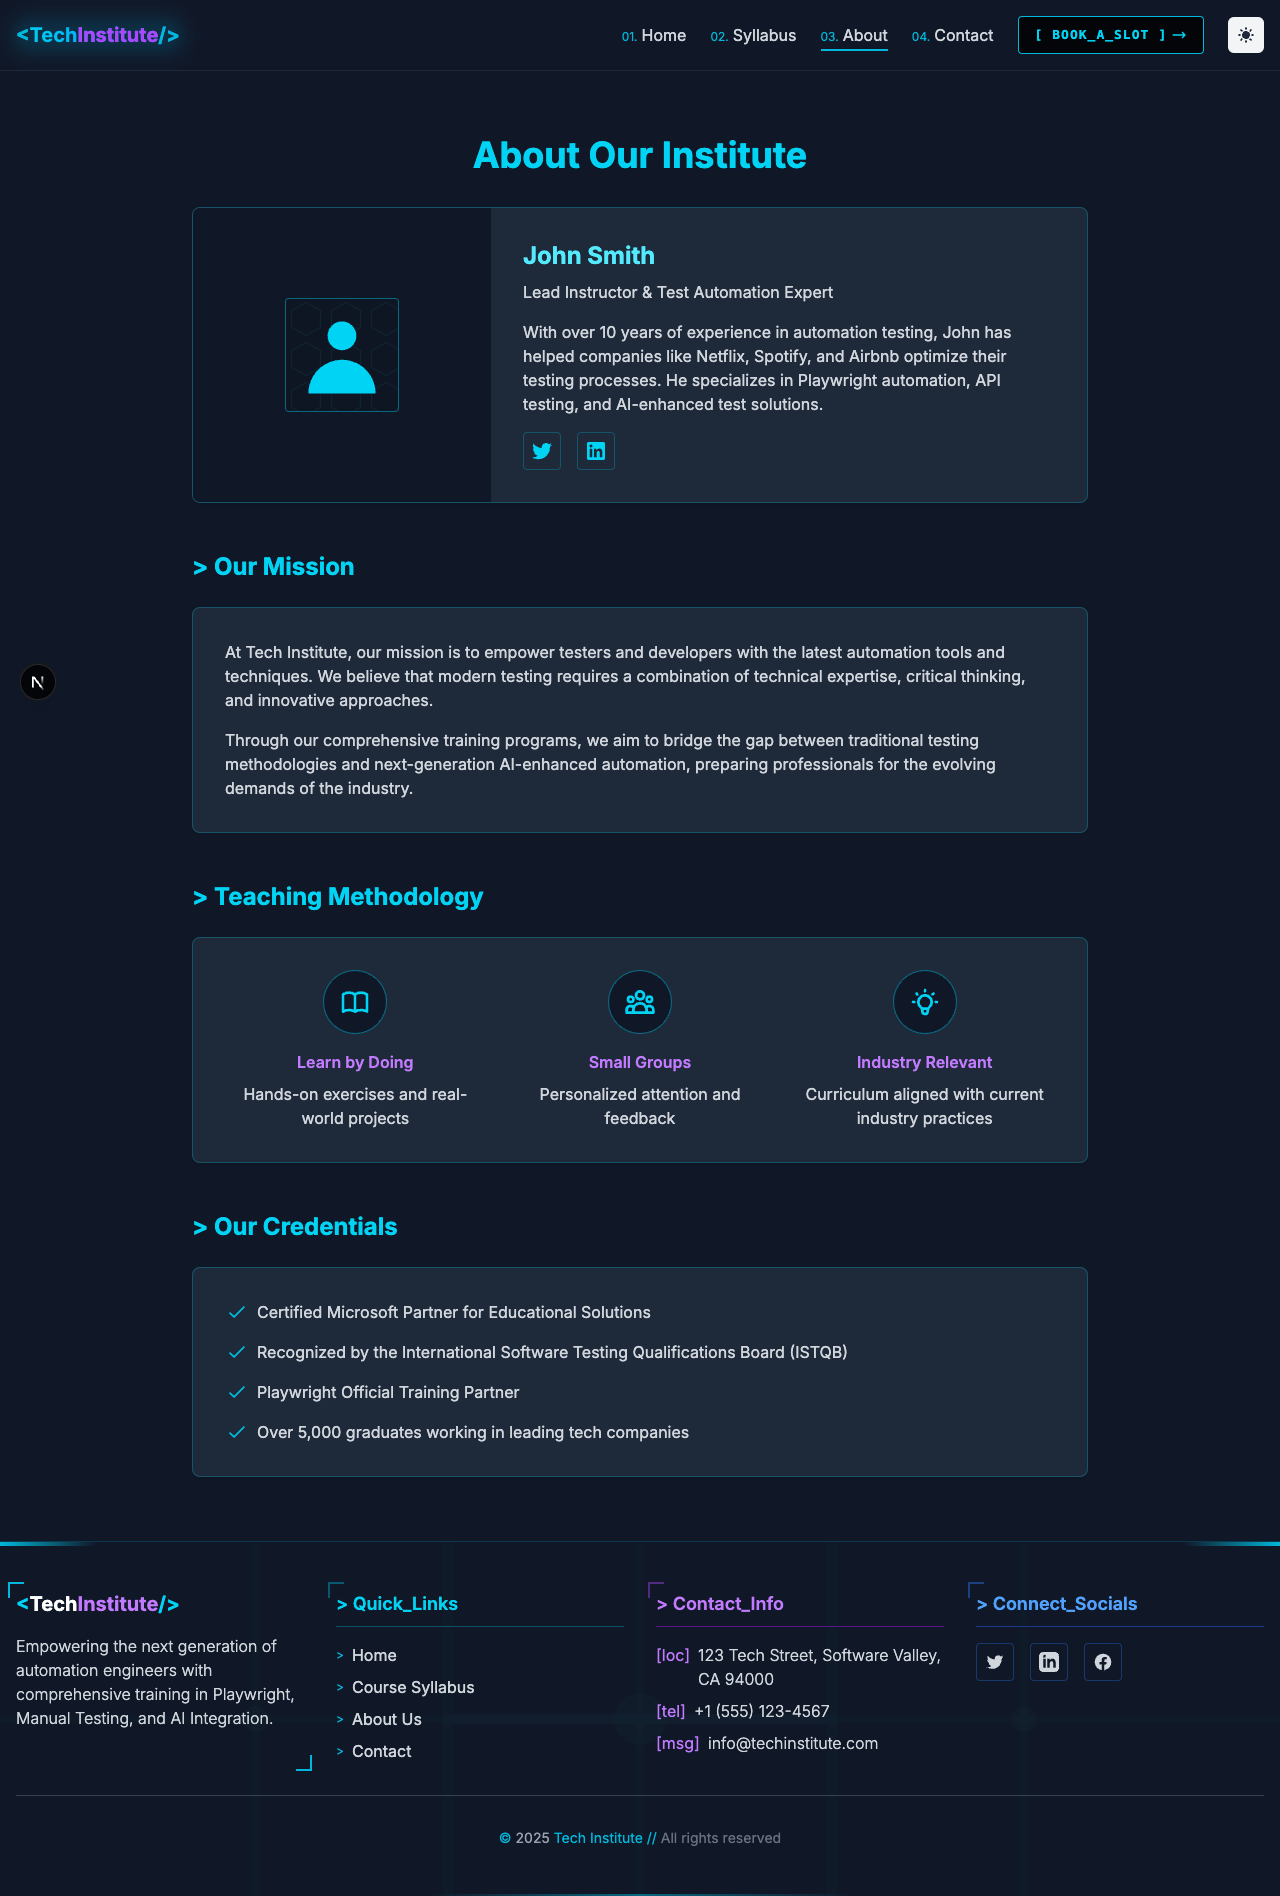 <TechInstitute/>
01. Home
02. Syllabus
03. About
04. Contact
[ BOOK_A_SLOT ]→
About Our Institute
John Smith
Lead Instructor & Test Automation Expert
With over 10 years of experience in automation testing, John has
helped companies like Netflix, Spotify, and Airbnb optimize their
testing processes. He specializes in Playwright automation, API
testing, and AI-enhanced test solutions.
> Our Mission
At Tech Institute, our mission is to empower testers and developers with the latest automation tools and
techniques. We believe that modern testing requires a combination of technical expertise, critical thinking,
and innovative approaches.
Through our comprehensive training programs, we aim to bridge the gap between traditional testing
methodologies and next-generation AI-enhanced automation, preparing professionals for the evolving
demands of the industry.
N
> Teaching Methodology
Learn by Doing
Hands-on exercises and real-
world projects
Small Groups
Personalized attention and
feedback
Industry Relevant
Curriculum aligned with current
industry practices
> Our Credentials
Certified Microsoft Partner for Educational Solutions
Recognized by the International Software Testing Qualifications Board (ISTQB)
Playwright Official Training Partner
Over 5,000 graduates working in leading tech companies
<TechInstitute/>
Empowering the next generation of
automation engineers with
comprehensive training in Playwright,
Manual Testing, and AI Integration.
> Quick_Links
> Home
> Course Syllabus
> About Us
> Contact
> Contact_Info
[loc] 123 Tech Street, Software Valley,
CA 94000
[tel] +1 (555) 123-4567
[msg] info@techinstitute.com
> Connect_Socials
© 2025 Tech Institute // All rights reserved